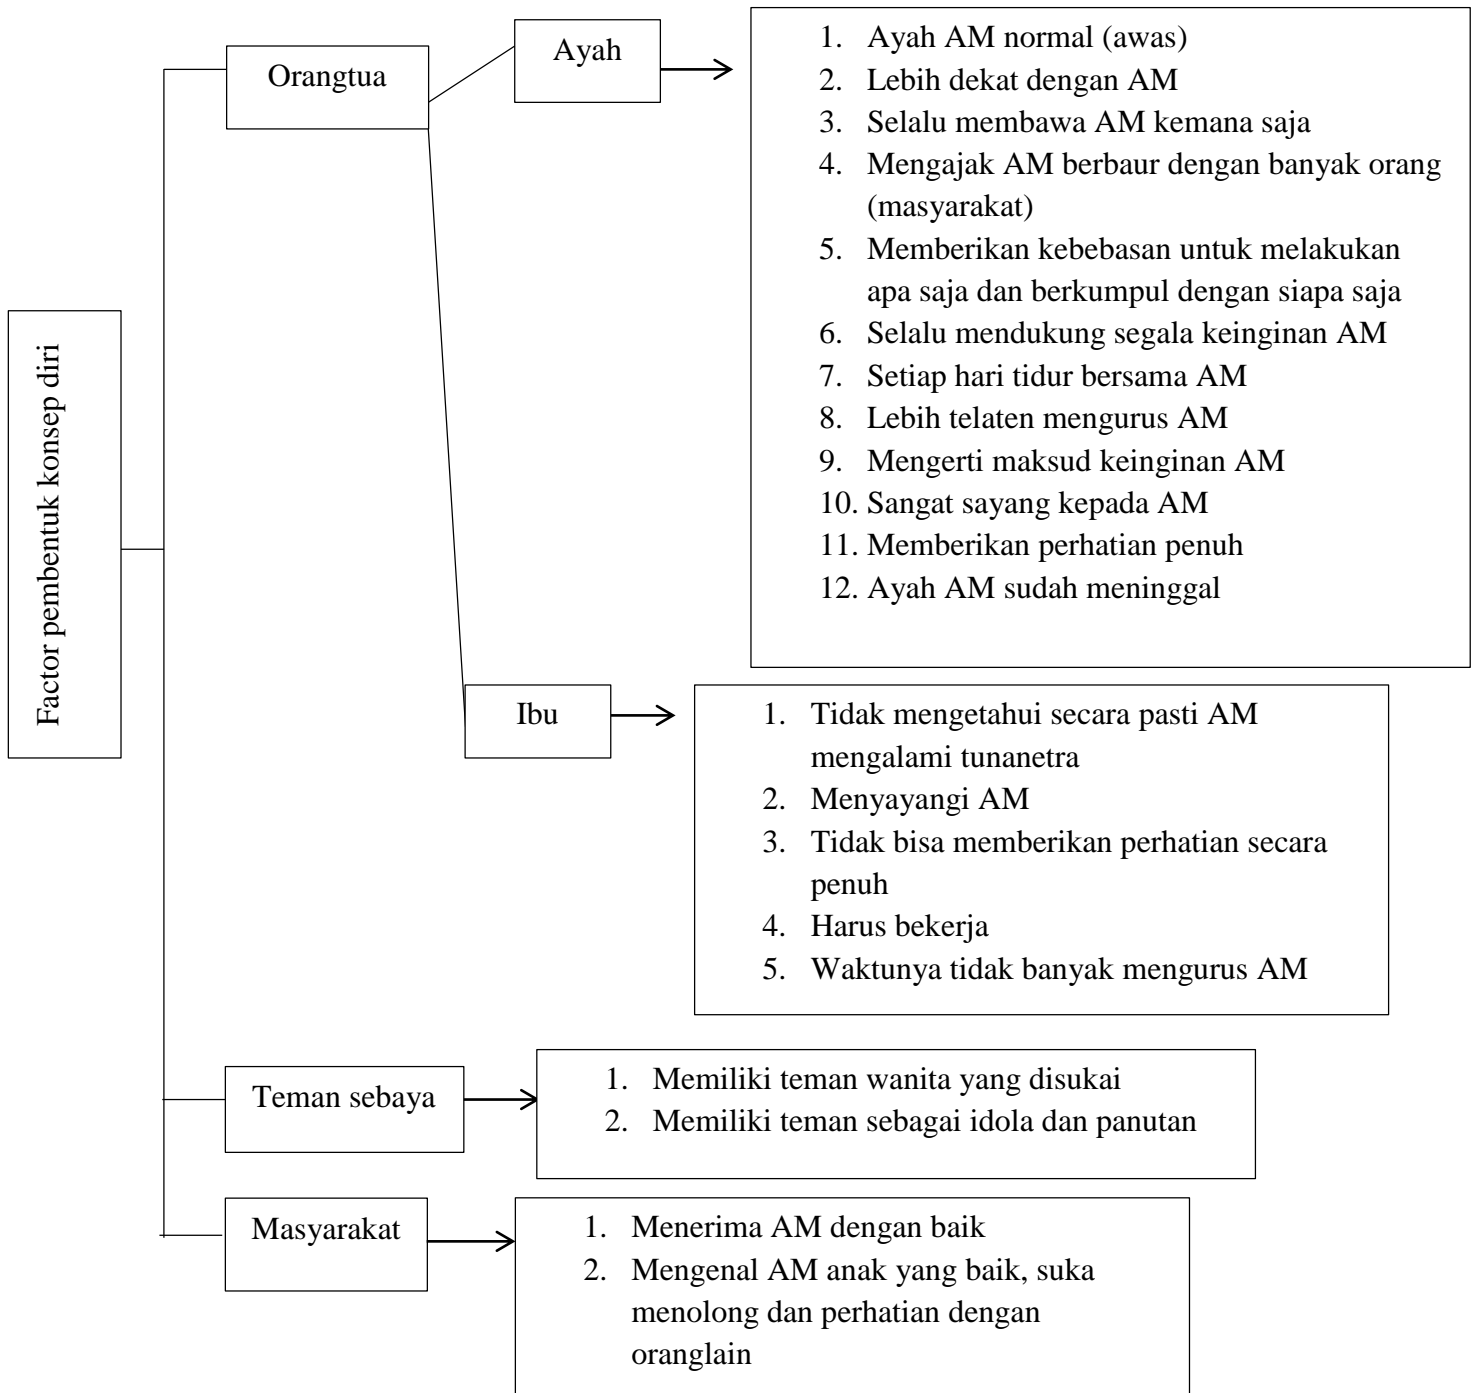 Factor pembentuk konsep diri
Orangtua
Ayah
1. Ayah AM normal (awas)
2. Lebih dekat dengan AM
3. Selalu membawa AM kemana saja
4. Mengajak AM berbaur dengan banyak orang
(masyarakat)
5. Memberikan kebebasan untuk melakukan
apa saja dan berkumpul dengan siapa saja
6. Selalu mendukung segala keinginan AM
7. Setiap hari tidur bersama AM
8. Lebih telaten mengurus AM
9. Mengerti maksud keinginan AM
10. Sangat sayang kepada AM
11. Memberikan perhatian penuh
12. Ayah AM sudah meninggal
Ibu
1. Tidak mengetahui secara pasti AM
mengalami tunanetra
2. Menyayangi AM
3. Tidak bisa memberikan perhatian secara
penuh
4. Harus bekerja
5. Waktunya tidak banyak mengurus AM
Teman sebaya
1. Memiliki teman wanita yang disukai
2. Memiliki teman sebagai idola dan panutan
Masyarakat
1. Menerima AM dengan baik
2. Mengenal AM anak yang baik, suka
menolong dan perhatian dengan
oranglain